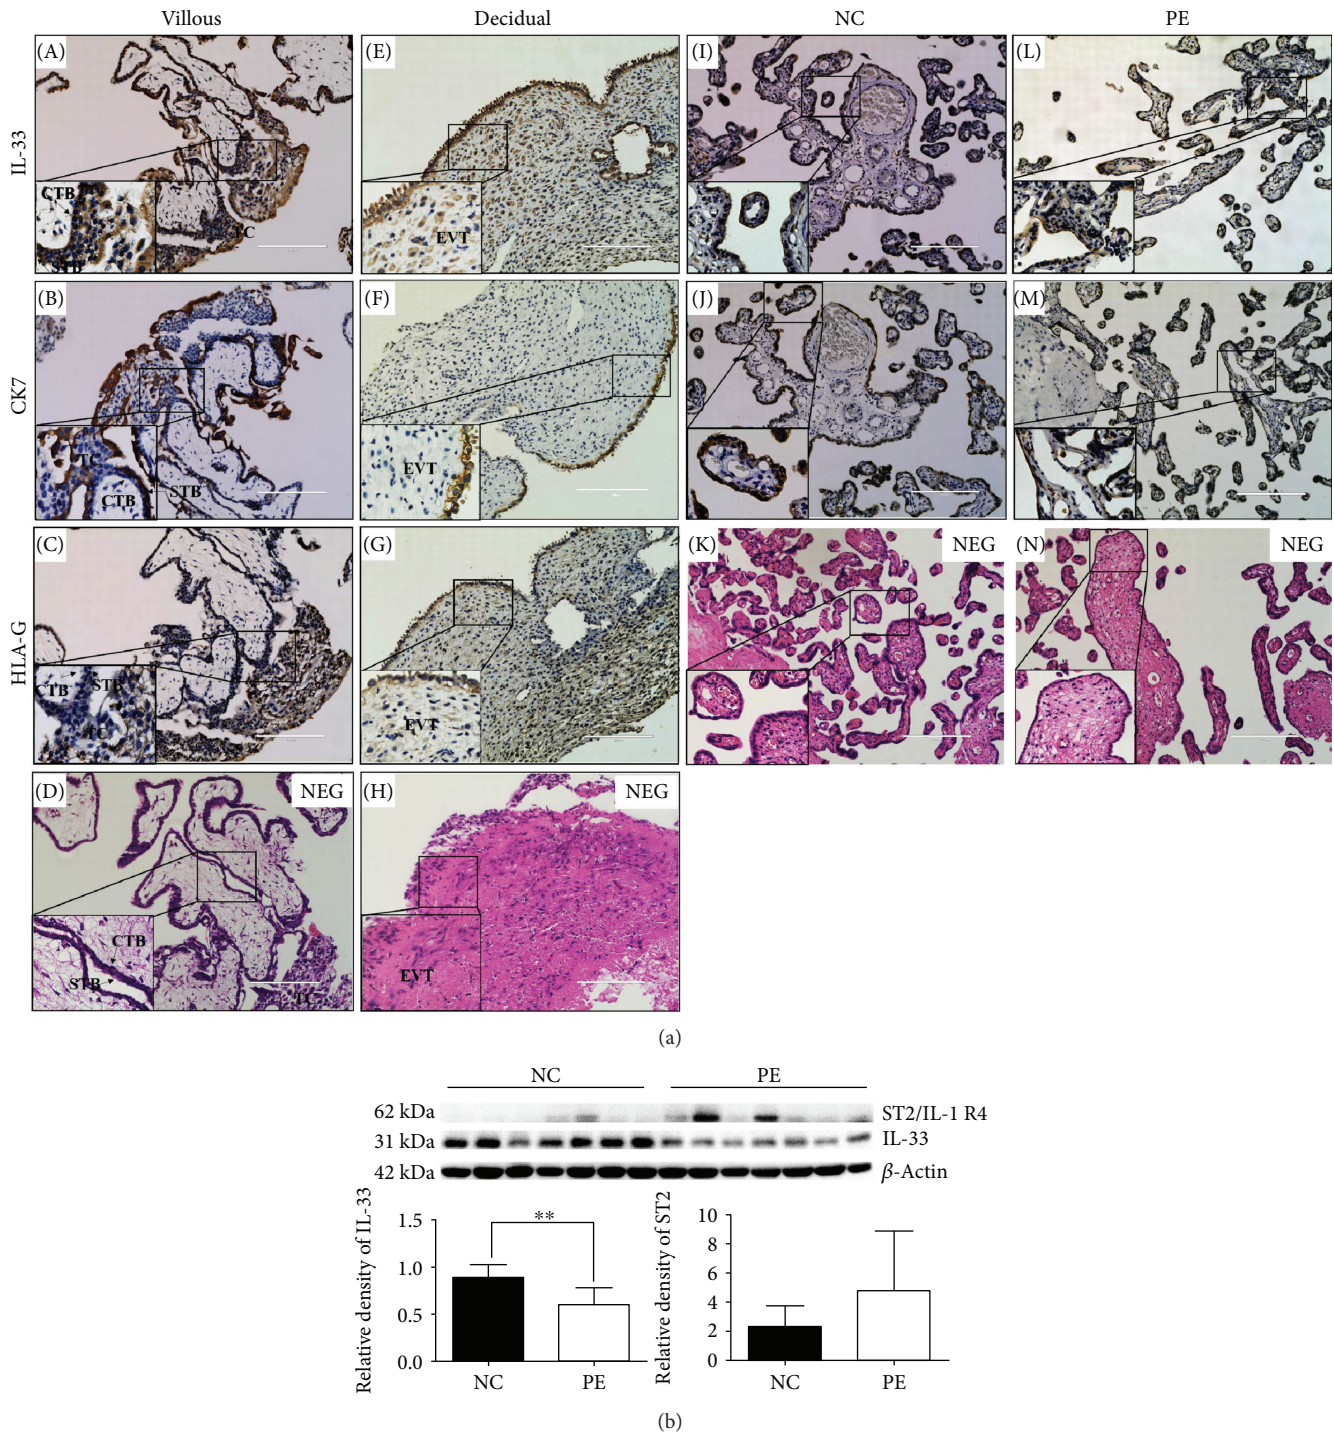 Villous Decidual NC PE
IL-33
(A) (E) (I) (L)
CTB
STB
TC
EVT
CK7
(B) (F) (J) (M)
TC
CTB
STB
EVT
HLA-G
(C) (G) (K) NEG (N) NEG
CTB
STB
TC
EVT
(D) NEG (H) NEG
CTB
STB
TC
EVT
(a)
NC PE
62 kDa ST2/IL-1 R4
31 kDa IL-33
42 kDa β-Actin
Relative density of IL-33
1.5
1.0
0.5
0.0
**
NC PE
Relative density of ST2
10
8
6
4
2
0
NC PE
(b)